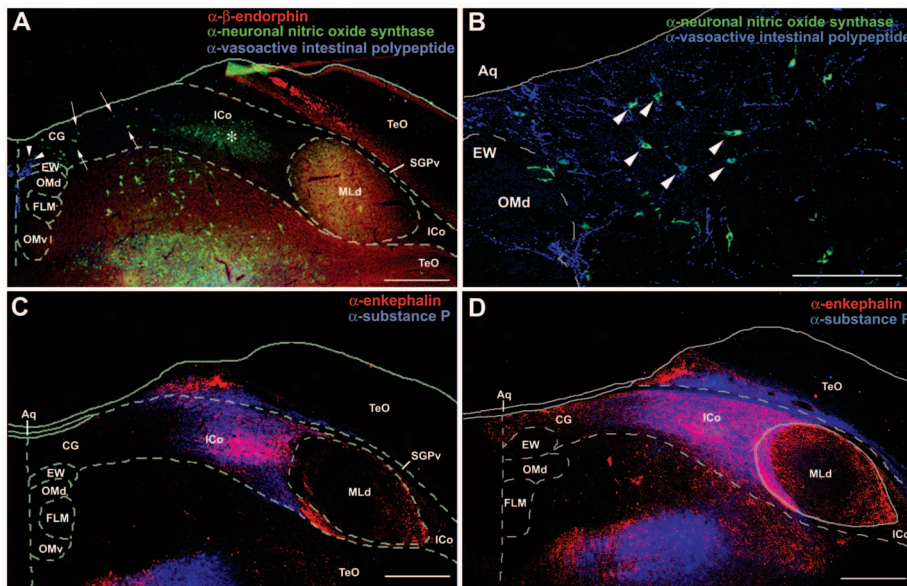 A
α-β-endorphin
α-neuronal nitric oxide synthase
α-vasoactive intestinal polypeptide
ICo
*
TeO
CG
SGPv
EW
OMd
MLd
FLM
OMv
ICo
TeO
B
α-neuronal nitric oxide synthase
α-vasoactive intestinal polypeptide
Aq
EW
OMd
C
α-enkephalin
α-substance P
TeO
Aq
ICo
CG
SGPv
EW
OMd
MLd
FLM
OMv
ICo
TeO
D
α-enkephalin
α-substance P
TeO
Aq
CG
ICo
EW
OMd
MLd
FLM
ICo